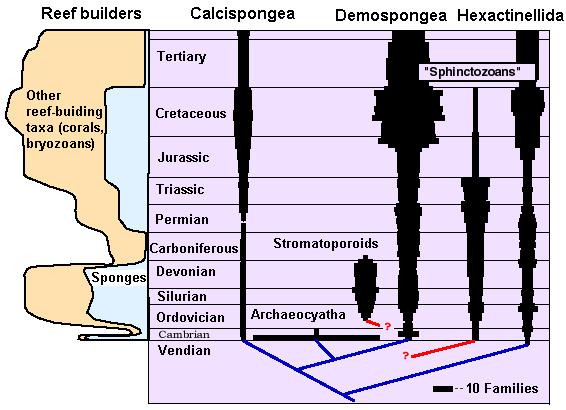 Reef builders
Calcispongea
Demospongea
Hexactinellida
Tertiary
"Sphinctozoans"
Other
reef-buiding
taxa (corals,
bryozoans)
Cretaceous
Jurassic
Triassic
Permian
Carboniferous
Stromatoporoids
Sponges
Devonian
Silurian
Ordovician
Archaeocyatha
?
Cambrian
Vendian
?
-- 10 Families